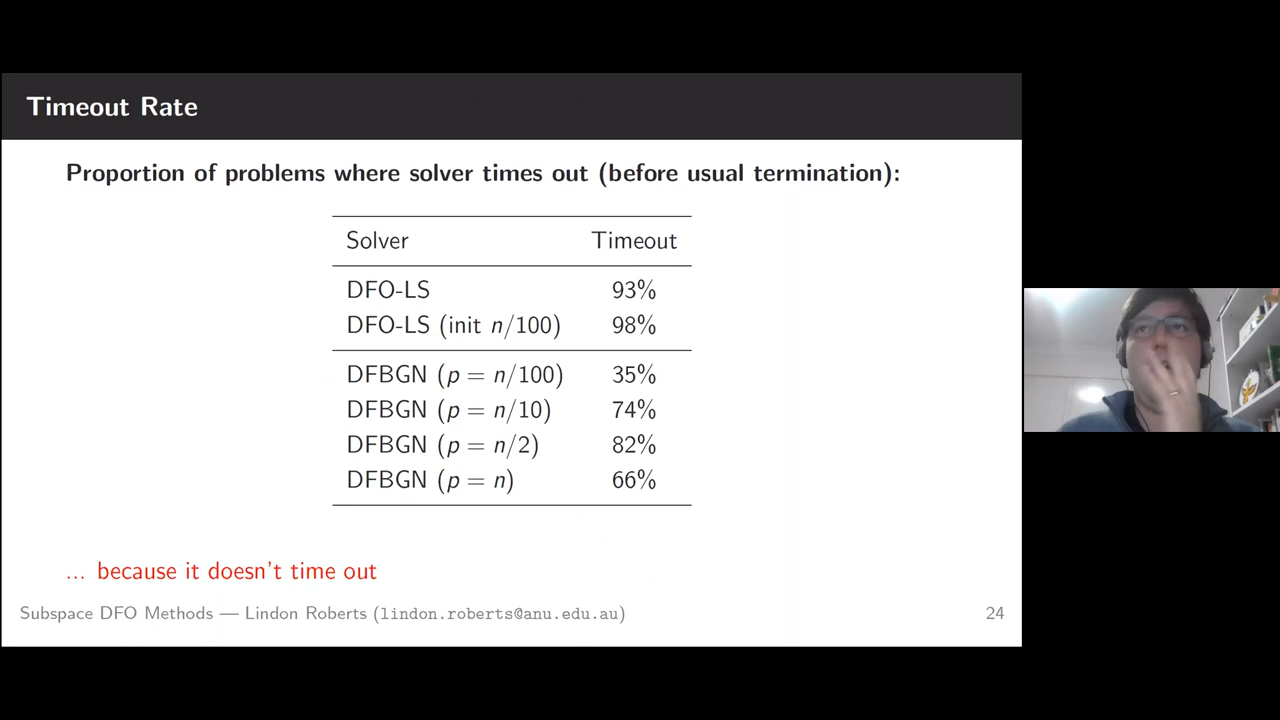 Timeout Rate
Proportion of problems where solver times out (before usual termination):
Solver Timeout
DFO-LS 93%
DFO-LS (init n/100) 98%
DFBGN (p = n/100) 35%
DFBGN (p = n/10) 74%
DFBGN (p = n/2) 82%
DFBGN (p = n) 66%
... because it doesn't time out
Subspace DFO Methods — Lindon Roberts (lindon.roberts@anu.edu.au) 24